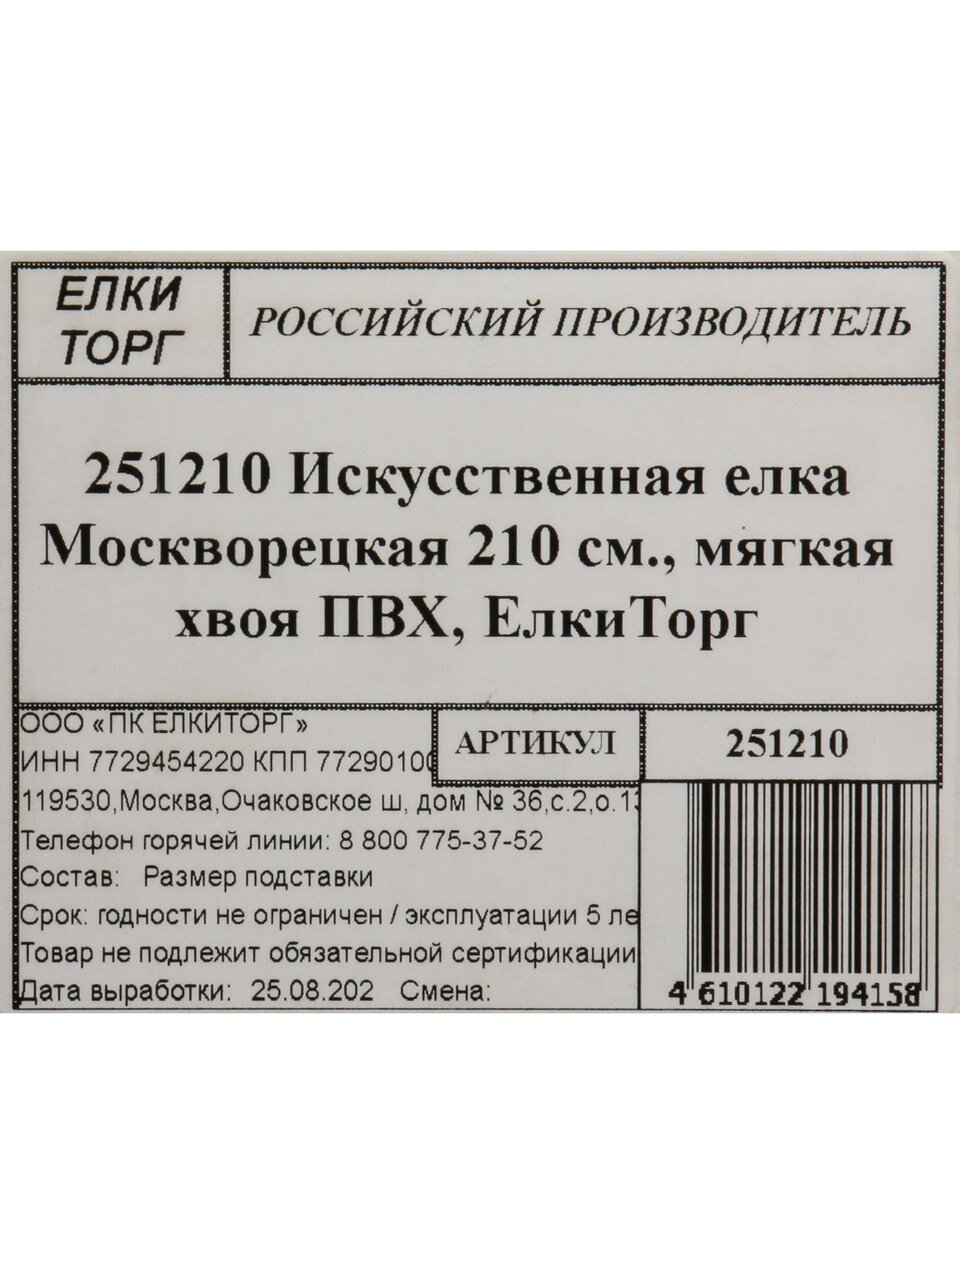 ЕЛКИ
ТОРГ
РОССИЙСКИЙ ПРОИЗВОДИТЕЛЬ
251210 Искусственная елка
Москворецкая 210 см., мягкая
хвоя ПВХ, ЕлкиТорг
ООО «ПК ЕЛКИТОРГ»
ИНН 7729454220 КПП 7729010
АРТИКУЛ
251210
119530,Москва,Очаковское ш, дом № 36,с.2,о.1
Телефон горячей линии: 8 800 775-37-52
Состав: Размер подставки
Срок: годности не ограничен / эксплуатации 5 ле
Товар не подлежит обязательной сертификации
Дата выработки: 25.08.202 Смена:
4 610122 194158